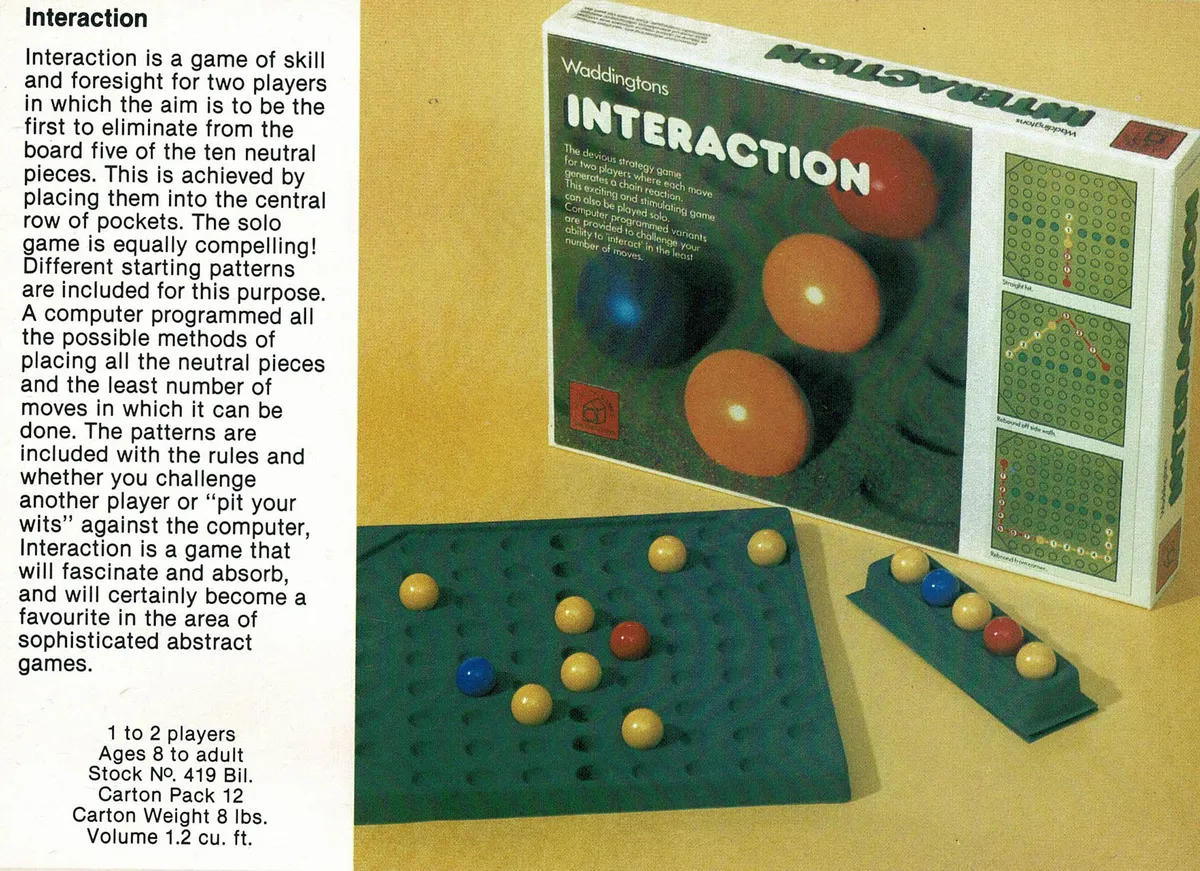 Interaction
Interaction is a game of skill
and foresight for two players
in which the aim is to be the
first to eliminate from the
board five of the ten neutral
pieces. This is achieved by
placing them into the central
row of pockets. The solo
game is equally compelling!
Different starting patterns
are included for this purpose.
A computer programmed all
the possible methods of
placing all the neutral pieces
and the least number of
moves in which it can be
done. The patterns are
included with the rules and
whether you challenge
another player or “pit your
wits” against the computer,
Interaction is a game that
will fascinate and absorb,
and will certainly become a
favourite in the area of
sophisticated abstract
games.
1 to 2 players
Ages 8 to adult
Stock Nº. 419 Bil.
Carton Pack 12
Carton Weight 8 lbs.
Volume 1.2 cu. ft.
Waddingtons
INTERACTION
The devious strategy game
for two players where each move
generates a chain reaction.
This exciting and stimulating game
can also be played solo.
Computer programmed variants
are provided to challenge your
ability to 'interact' in the least
number of moves.
INTERACTION
Waddingtons
Straight hit.
Rebound off side wall.
Rebound from corner.
INTERACTION